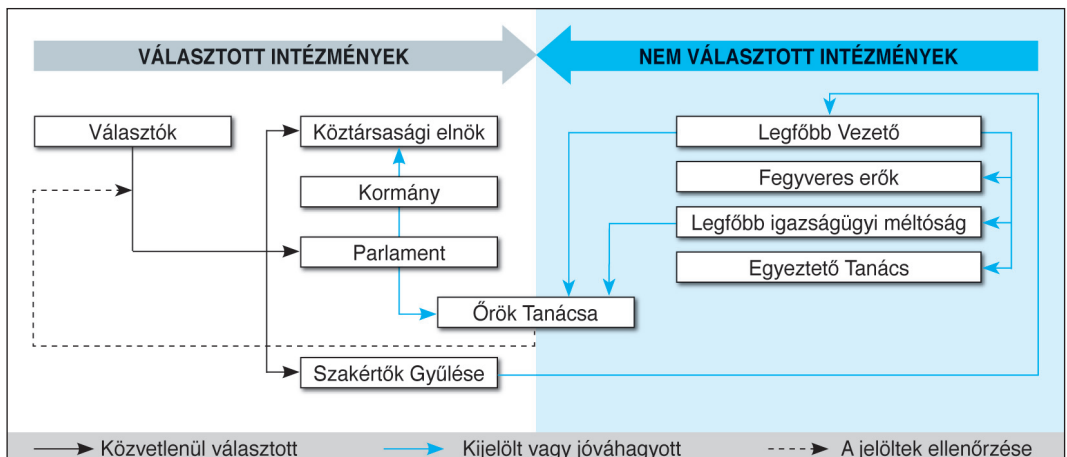 VÁLASZTOTT INTÉZMÉNYEK
NEM VÁLASZTOTT INTÉZMÉNYEK
Választók
Köztársasági elnök
Legfőbb Vezető
Kormány
Fegyveres erők
Legfőbb igazságügyi méltóság
Parlament
Egyeztető Tanács
Őrök Tanácsa
Szakértők Gyűlése
Közvetlenül választott
Kijelölt vagy jóváhagyott
A jelöltek ellenőrzése